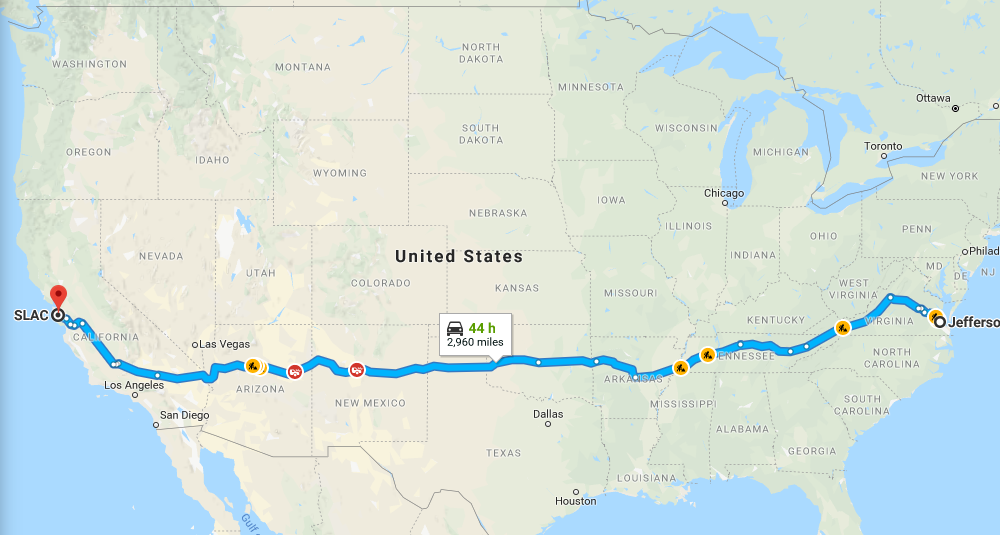 WASHINGTON
MONTANA
NORTH
DAKOTA
MINNESOTA
Ottawa
OREGON
IDAHO
SOUTH
DAKOTA
WISCONSIN
MICHIGAN
Toronto
WYOMING
NEW YORK
Chicago
NEBRASKA
IOWA
ILLINOIS
OHIO
PENN
NEVADA
United States
INDIANA
Philad
UTAH
COLORADO
KANSAS
MISSOURI
WEST
VIRGINIA
MD
DE
NJ
SLAC
44 h
2,960 miles
KENTUCKY
VIRGINIA
Jefferso
CALIFORNIA
Las Vegas
TENNESSEE
NORTH
CAROLINA
Los Angeles
ARIZONA
ARKANSAS
NEW MEXICO
MISSISSIPPI
SOUTH
CAROLINA
San Diego
Dallas
ALABAMA
TEXAS
GEORGIA
LOUISIANA
Houston
Gulf